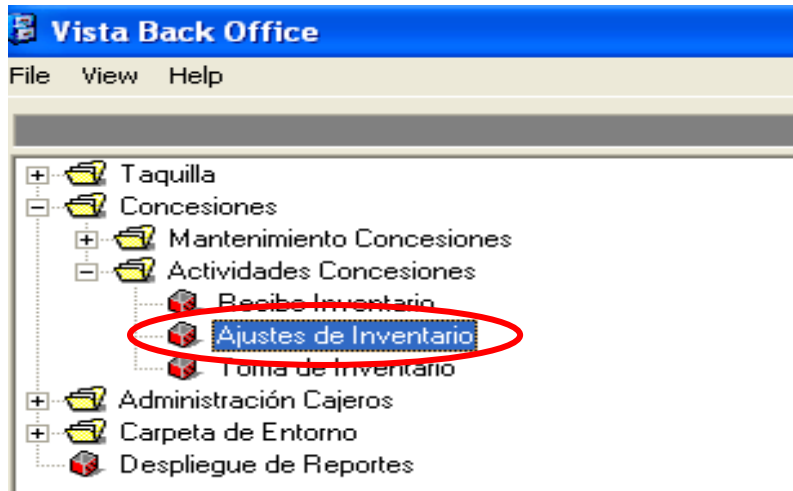 Vista Back Office
File View Help
Taquilla
Concesiones
Mantenimiento Concesiones
Actividades Concesiones
Recibo Inventario
Ajustes de Inventario
Toma de Inventario
Administración Cajeros
Carpeta de Entorno
Despliegue de Reportes